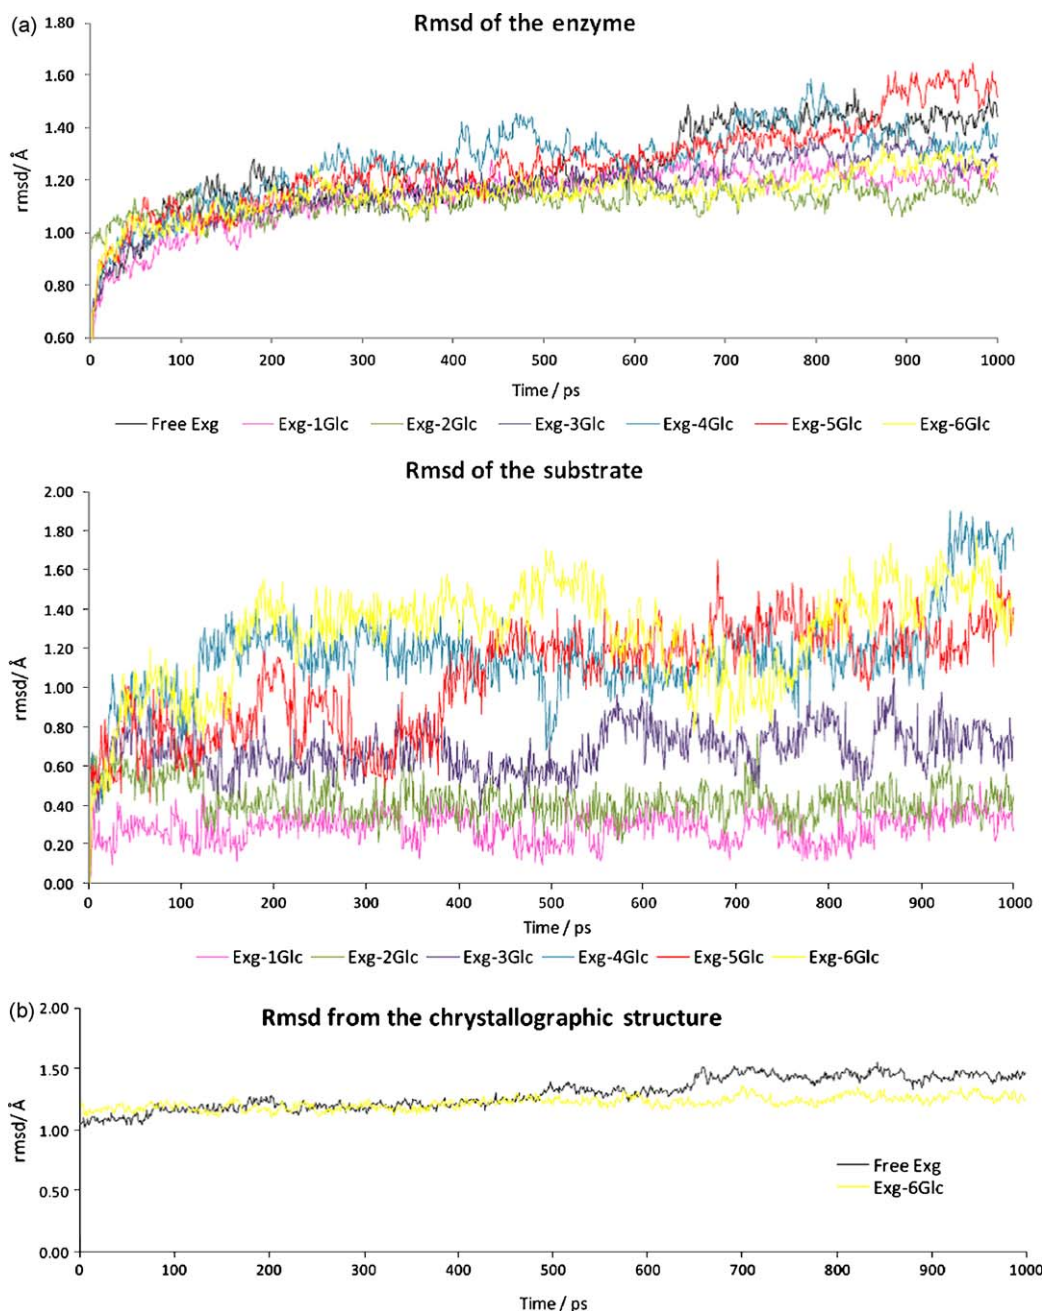 (a)
Rmsd of the enzyme
rmsd/ Å
1.80
1.60
1.40
1.20
1.00
0.80
0.60
0 100 200 300 400 500 600 700 800 900 1000
Time / ps
Free Exg Exg-1Glc Exg-2Glc Exg-3Glc Exg-4Glc Exg-5Glc Exg-6Glc
Rmsd of the substrate
rmsd/ Å
2.00
1.80
1.60
1.40
1.20
1.00
0.80
0.60
0.40
0.20
0.00
0 100 200 300 400 500 600 700 800 900 1000
Time / ps
Exg-1Glc Exg-2Glc Exg-3Glc Exg-4Glc Exg-5Glc Exg-6Glc
(b)
Rmsd from the chrystallographic structure
rmsd/ Å
2.00
1.50
1.00
0.50
0.00
Free Exg
Exg-6Glc
0 100 200 300 400 500 600 700 800 900 1000
Time / ps